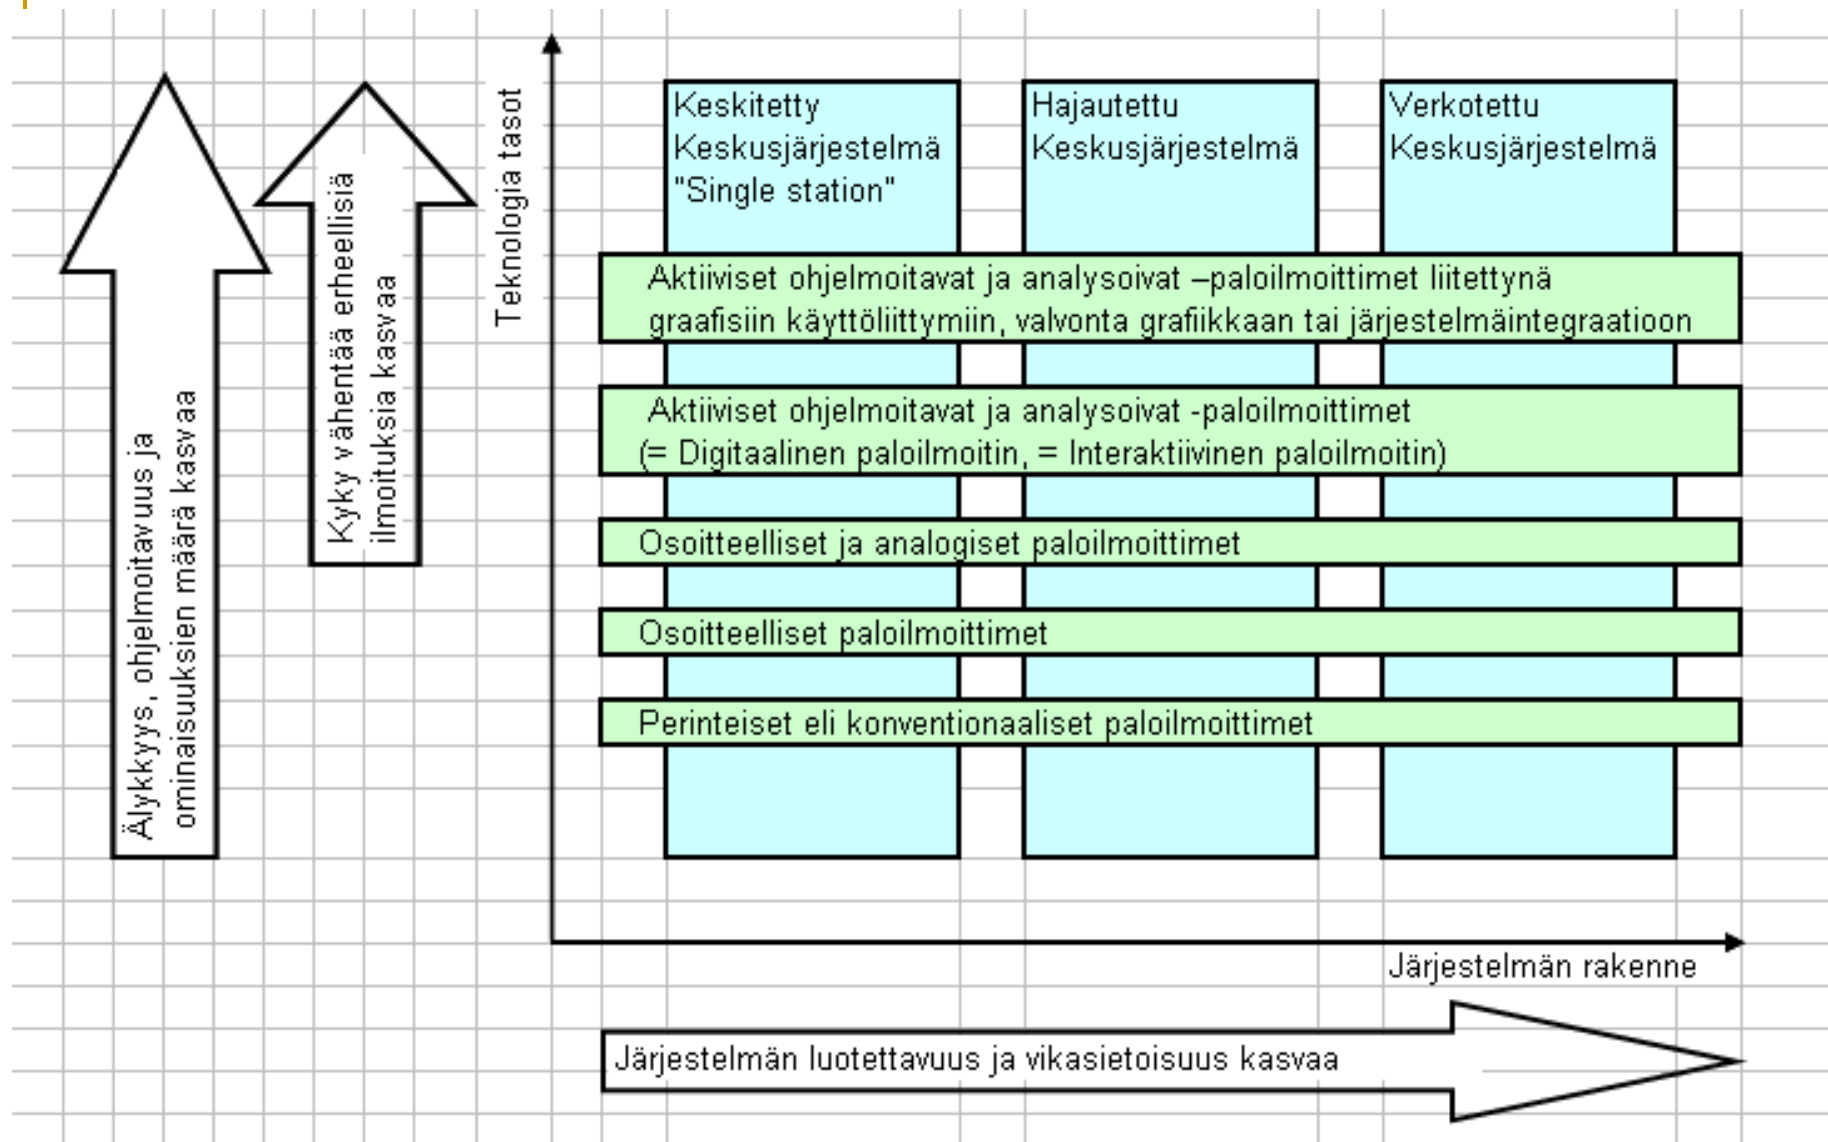 Älykkyys, ohjelmoitavuus ja
ominaisuuksien määrä kasvaa
Kyky vähentää erheellisiä
ilmoituksia kasvaa
Teknologia tasot
Keskitetty
Keskusjärjestelmä
"Single station"
Hajautettu
Keskusjärjestelmä
Verkotettu
Keskusjärjestelmä
Aktiiviset ohjelmoitavat ja analysoivat –paloilmoittimet liitettynä
graafisiin käyttöliittymiin, valvonta grafiikkaan tai järjestelmäintegraatioon
Aktiiviset ohjelmoitavat ja analysoivat -paloilmoittimet
(= Digitaalinen paloilmoitin, = Interaktiivinen paloilmoitin)
Osoitteelliset ja analogiset paloilmoittimet
Osoitteelliset paloilmoittimet
Perinteiset eli konventionaaliset paloilmoittimet
Järjestelmän rakenne
Järjestelmän luotettavuus ja vikasietoisuus kasvaa